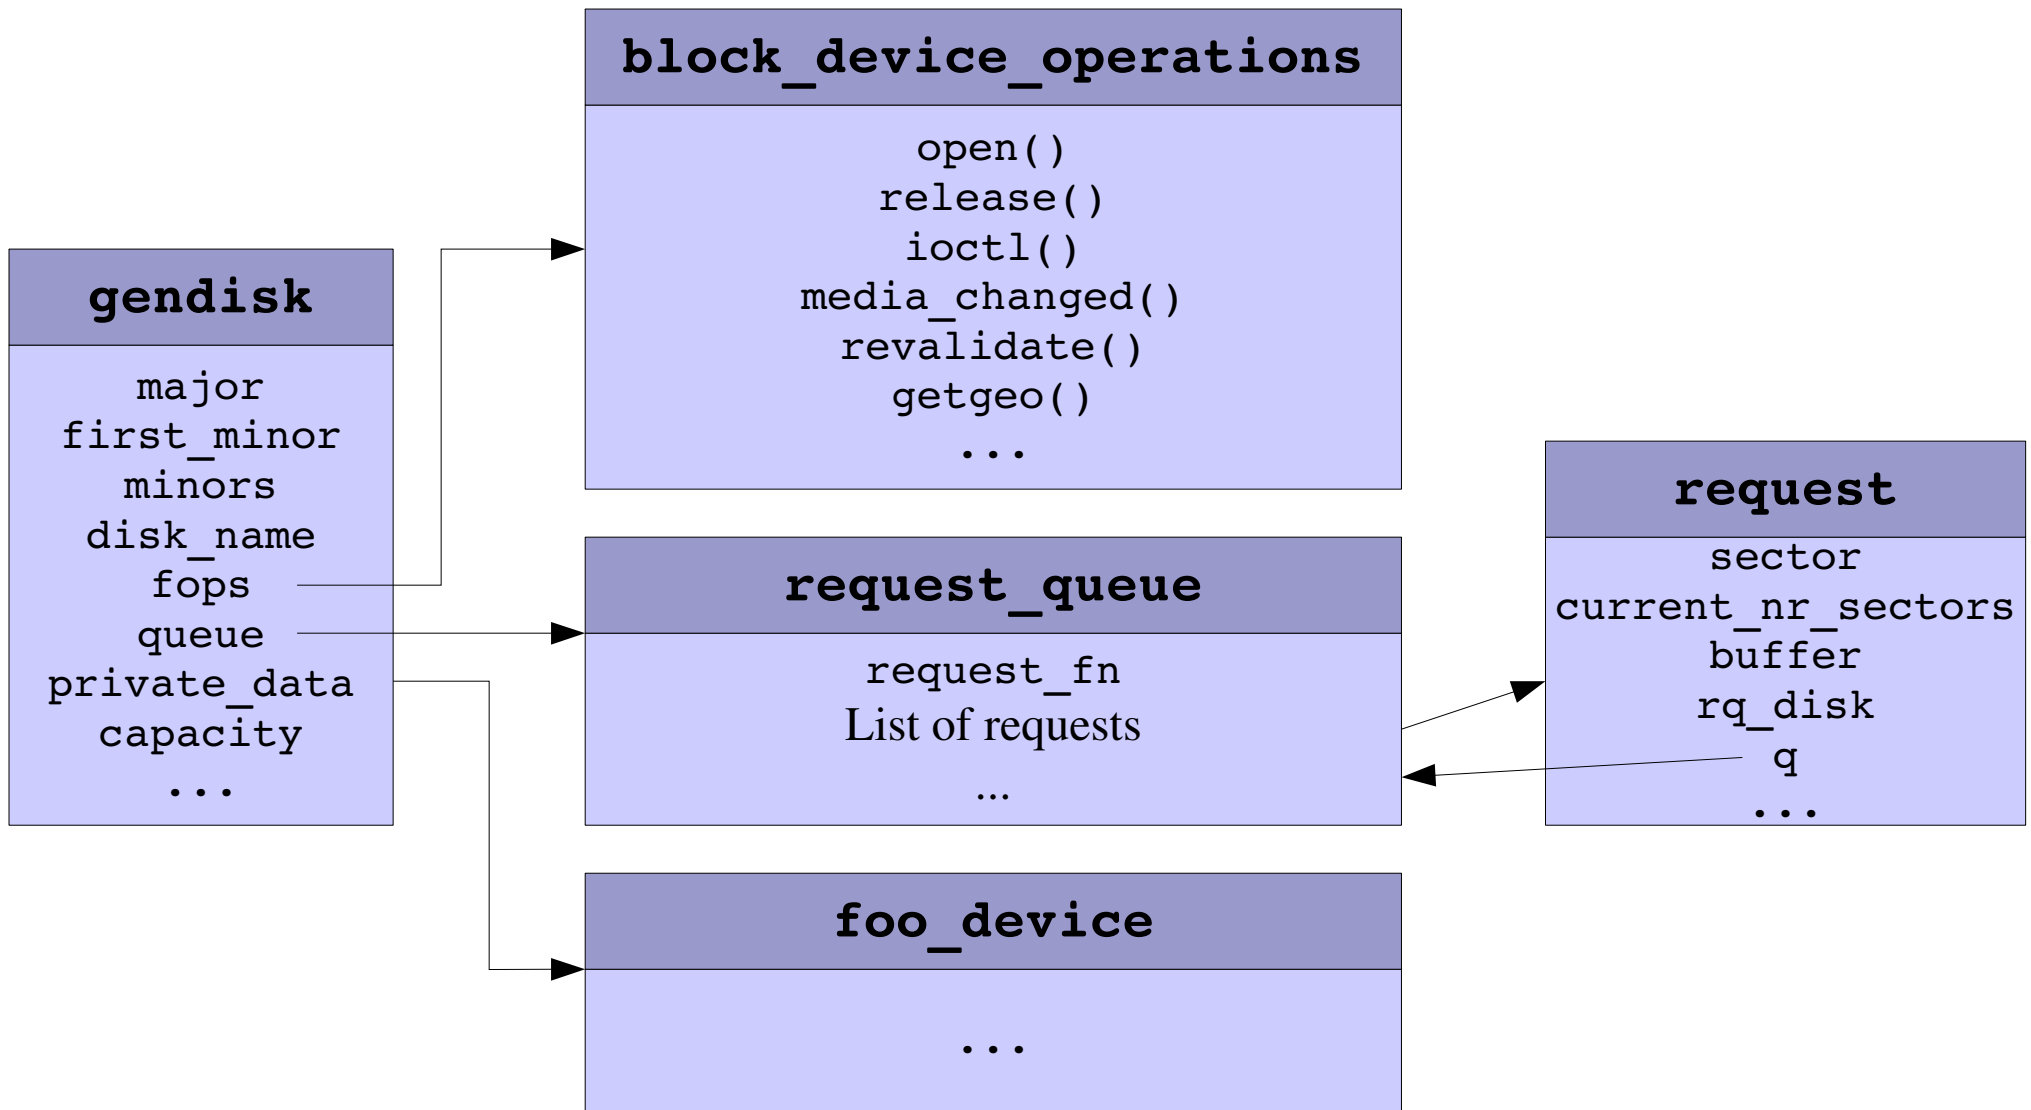 block_device_operations
open()
release()
ioctl()
media_changed()
revalidate()
getgeo()
...
gendisk
major
first_minor
minors
disk_name
fops
queue
private_data
capacity
...
request_queue
request_fn
List of requests
...
request
sector
current_nr_sectors
buffer
rq_disk
q
...
foo_device
...